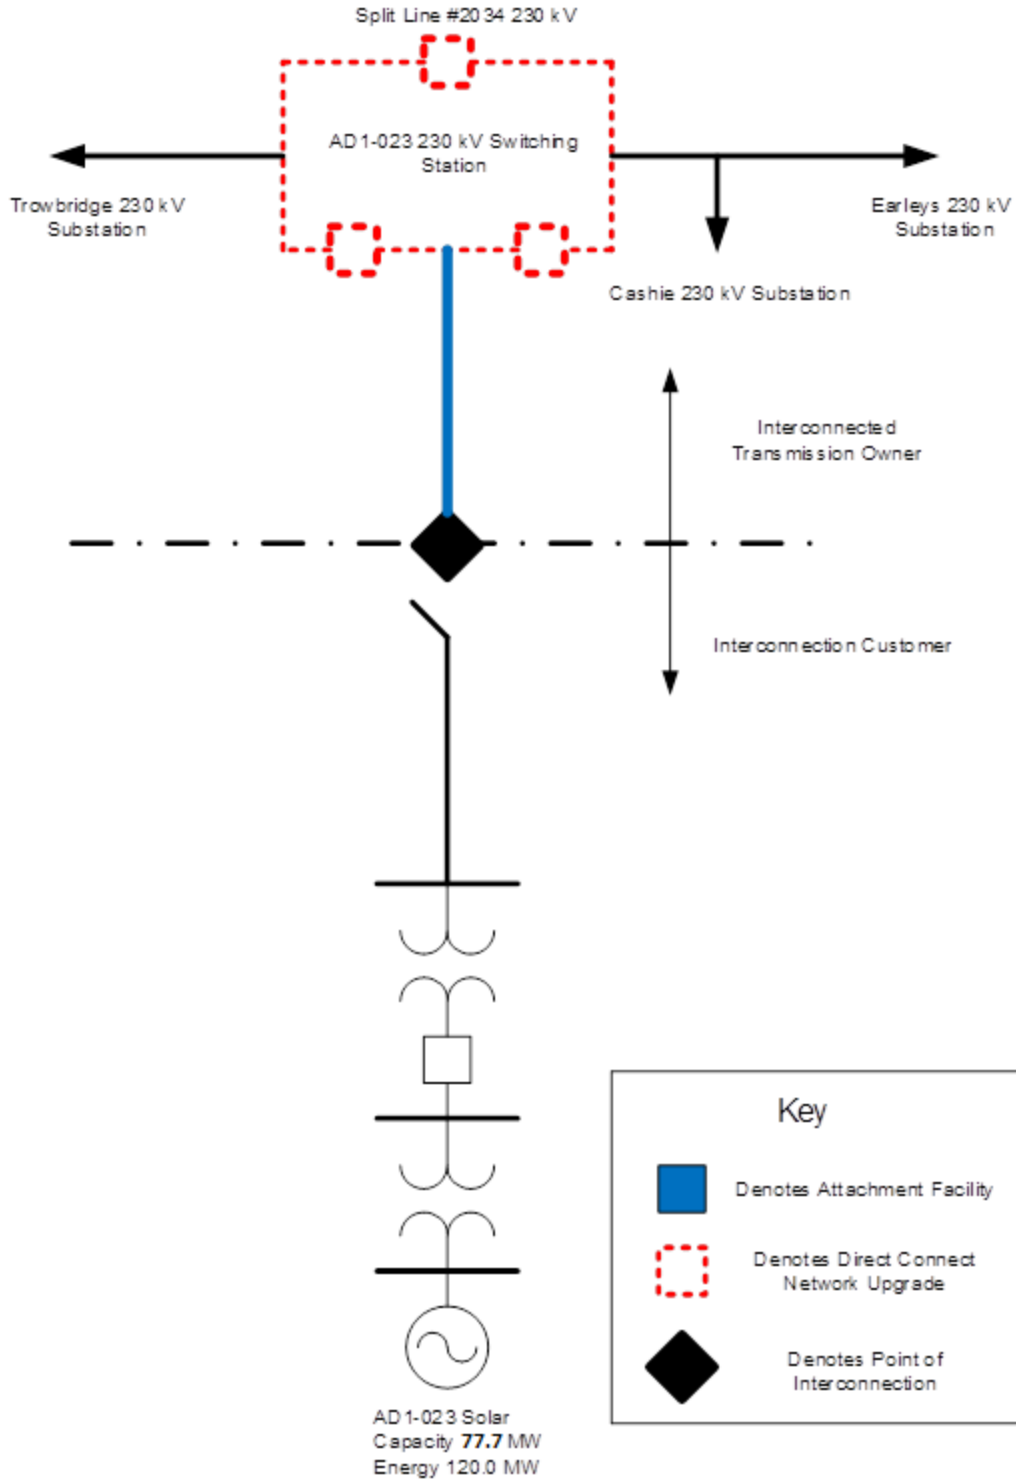 Split Line #2034 230 kV
AD1-023 230 kV Switching
Station
Trowbridge 230 kV
Substation
Earleys 230 kV
Substation
Cashie 230 kV Substation
Interconnected
Transmission Owner
Interconnection Customer
Key
Denotes Attachment Facility
Denotes Direct Connect
Network Upgrade
Denotes Point of
Interconnection
AD1-023 Solar
Capacity 77.7 MW
Energy 120.0 MW